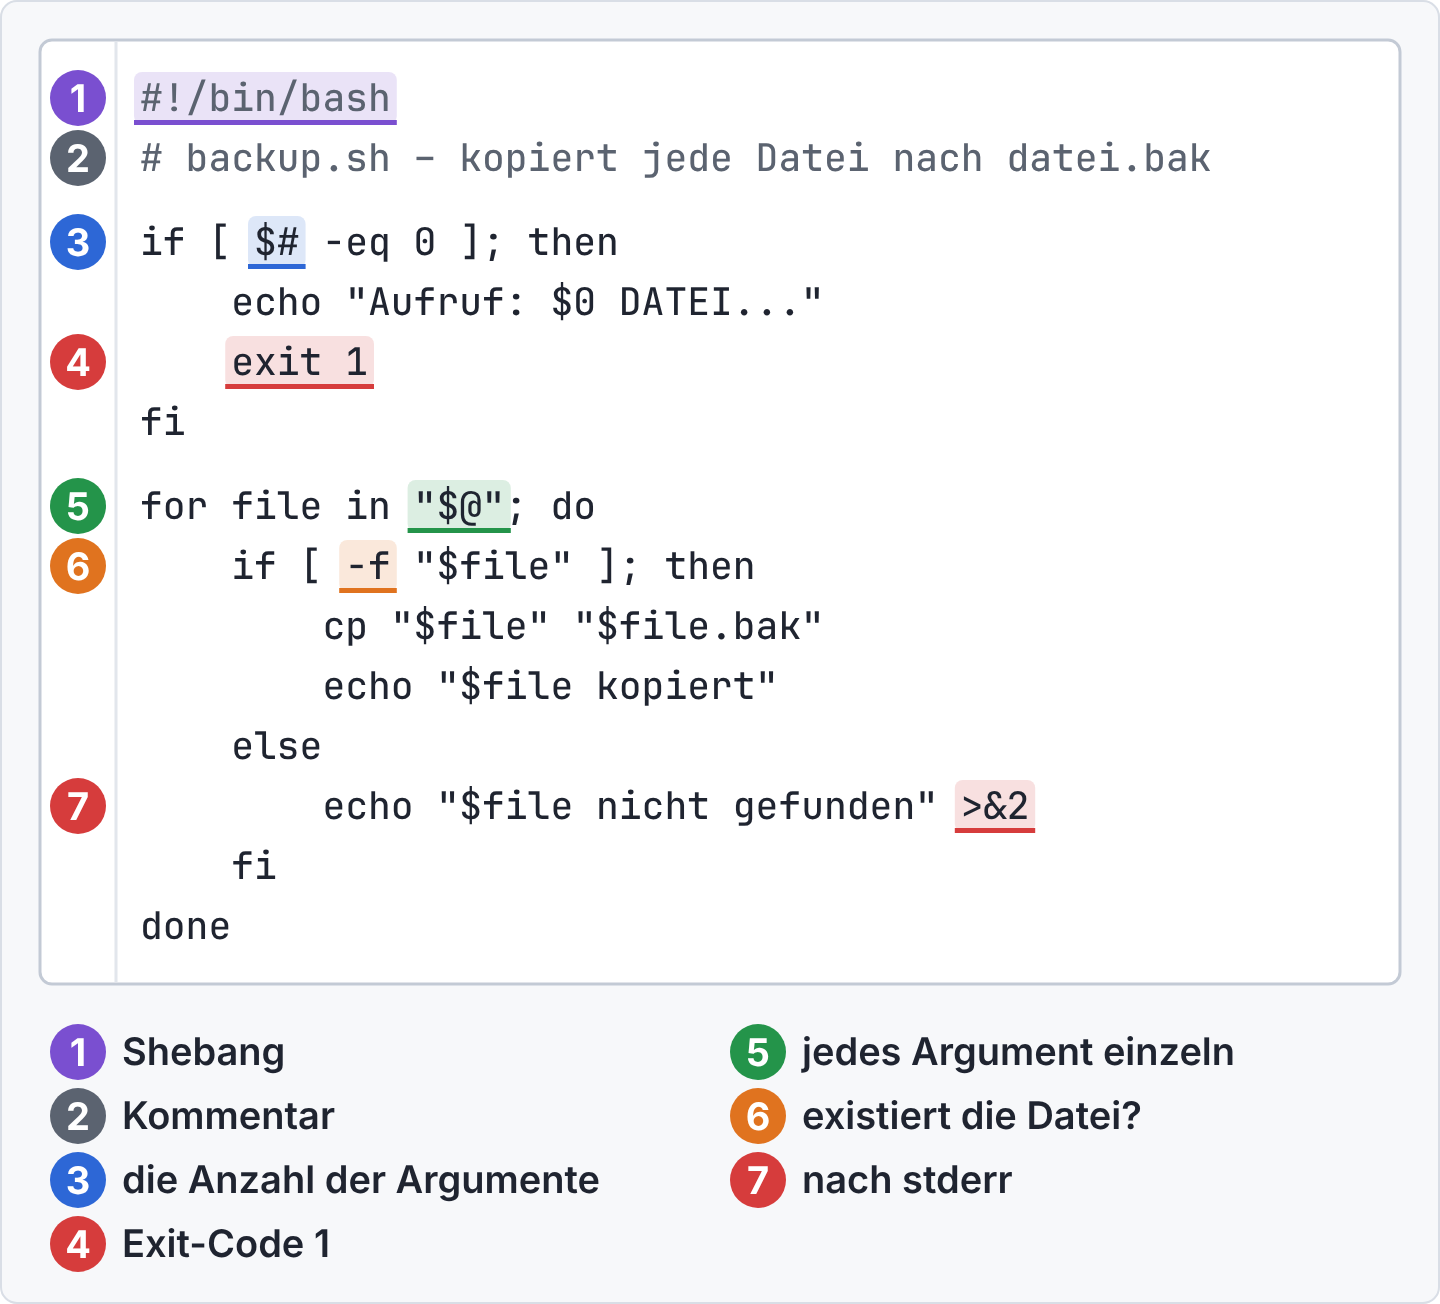 1 #!/bin/bash
2 # backup.sh – kopiert jede Datei nach datei.bak
3 if [ $# -eq 0 ]; then
echo "Aufruf: $0 DATEI..."
4 exit 1
fi
5 for file in "$@"; do
6 if [ -f "$file" ]; then
cp "$file" "$file.bak"
echo "$file kopiert"
else
7 echo "$file nicht gefunden" >&2
fi
done
1 Shebang
2 Kommentar
3 die Anzahl der Argumente
4 Exit-Code 1
5 jedes Argument einzeln
6 existiert die Datei?
7 nach stderr